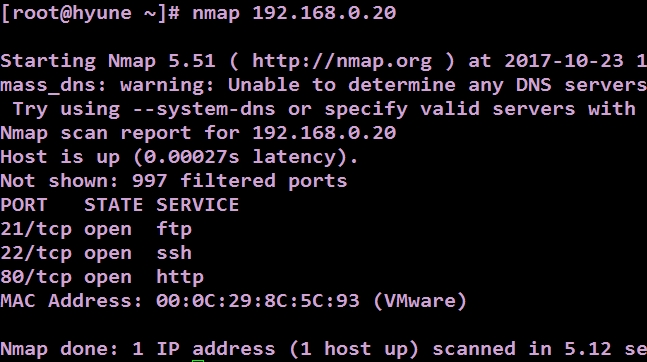 [root@hyune ~]# nmap 192.168.0.20
Starting Nmap 5.51 ( http://nmap.org ) at 2017-10-23 1
mass_dns: warning: Unable to determine any DNS servers
Try using --system-dns or specify valid servers with
Nmap scan report for 192.168.0.20
Host is up (0.00027s latency).
Not shown: 997 filtered ports
PORT   STATE SERVICE
21/tcp open  ftp
22/tcp open  ssh
80/tcp open  http
MAC Address: 00:0C:29:8C:5C:93 (VMware)
Nmap done: 1 IP address (1 host up) scanned in 5.12 se